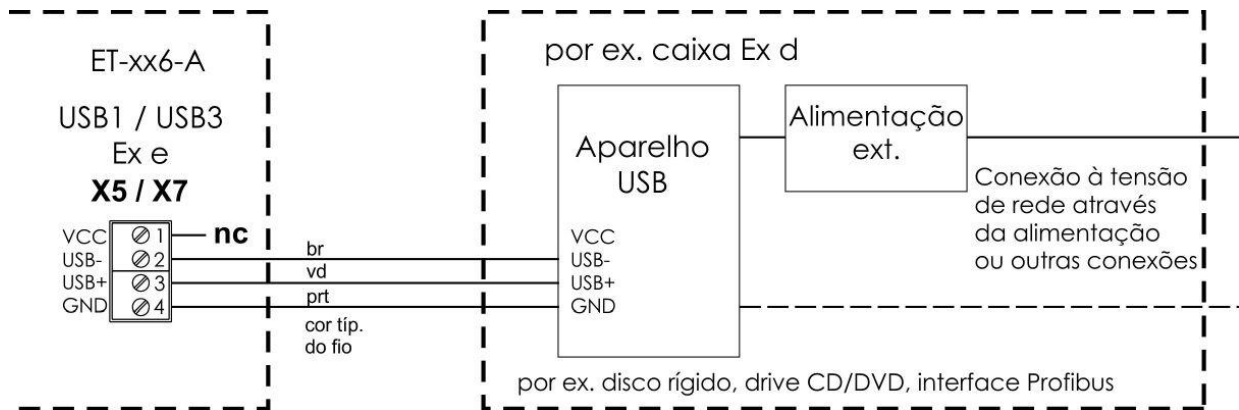 ET-xx6-A
USB1 / USB3
Ex e
X5 / X7
VCC 1 nc
USB- 2
USB+ 3
GND 4
br
vd
prt
cor típ.
do fio
por ex. caixa Ex d
Aparelho
USB
VCC
USB-
USB+
GND
Alimentação
ext.
Conexão à tensão
de rede através
da alimentação
ou outras conexões
por ex. disco rígido, drive CD/DVD, interface Profibus